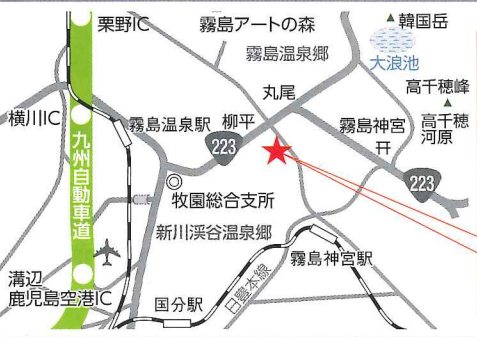 栗野IC
霧島アートの森
韓国岳
霧島温泉郷
大浪池
丸尾
高千穂峰
横川IC
霧島温泉駅
柳平
霧島神宮
高千穂
河原
223
223
九州自動車道
牧園総合支所
新川渓谷温泉郷
霧島神宮駅
溝辺
鹿児島空港IC
国分駅
日豊本線